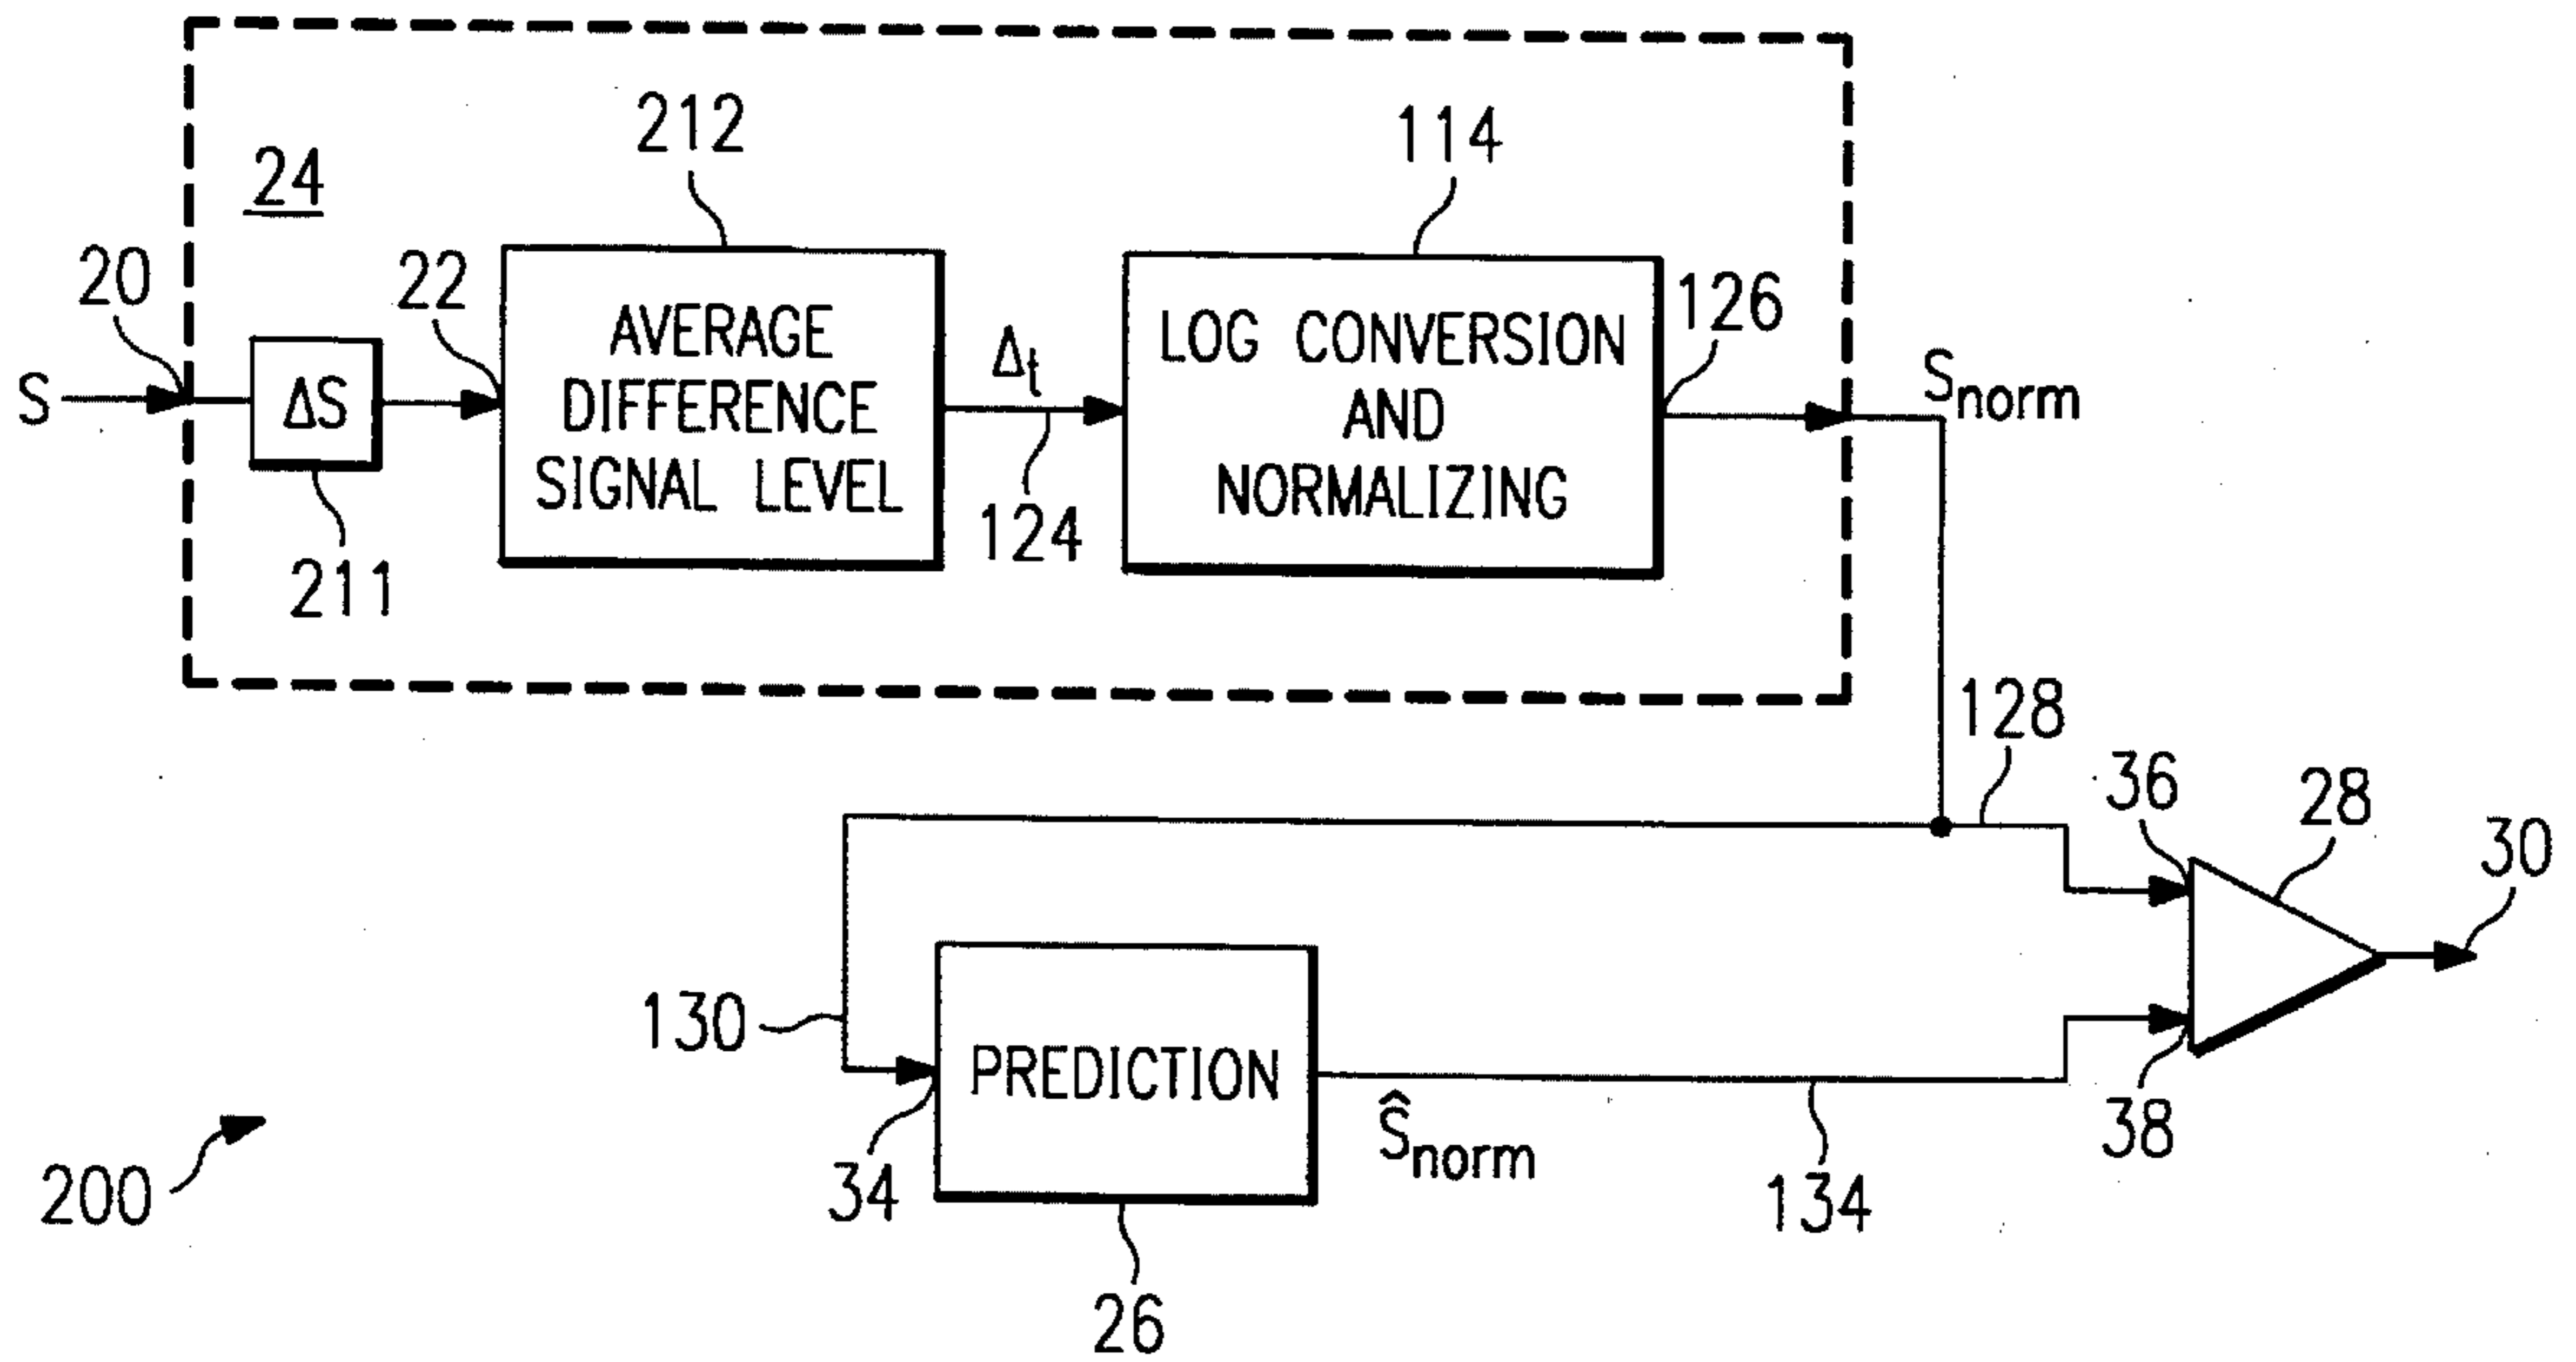 212
114
24
20
22
126
S
ΔS
AVERAGE
DIFFERENCE
SIGNAL LEVEL
Δt
LOG CONVERSION
AND
NORMALIZING
Snorm
124
211
128
36
28
30
130
PREDICTION
34
Ŝnorm
38
134
200
26